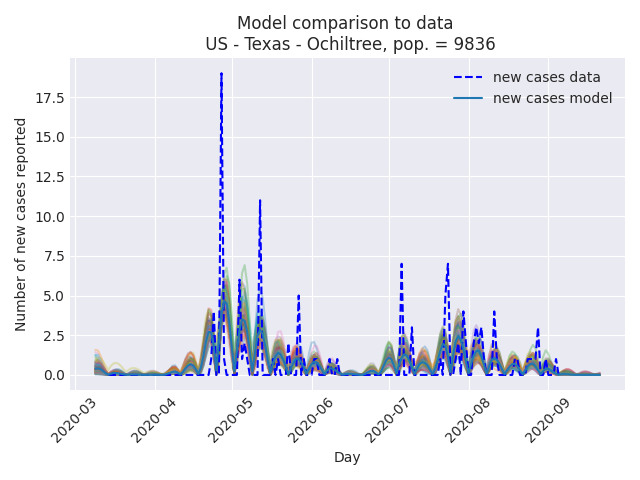 Model comparison to data
US - Texas - Ochiltree, pop. = 9836
new cases data
new cases model
Number of new cases reported
17.5
15.0
12.5
10.0
7.5
5.0
2.5
0.0
2020-03
2020-04
2020-05
2020-06
2020-07
2020-08
2020-09
Day